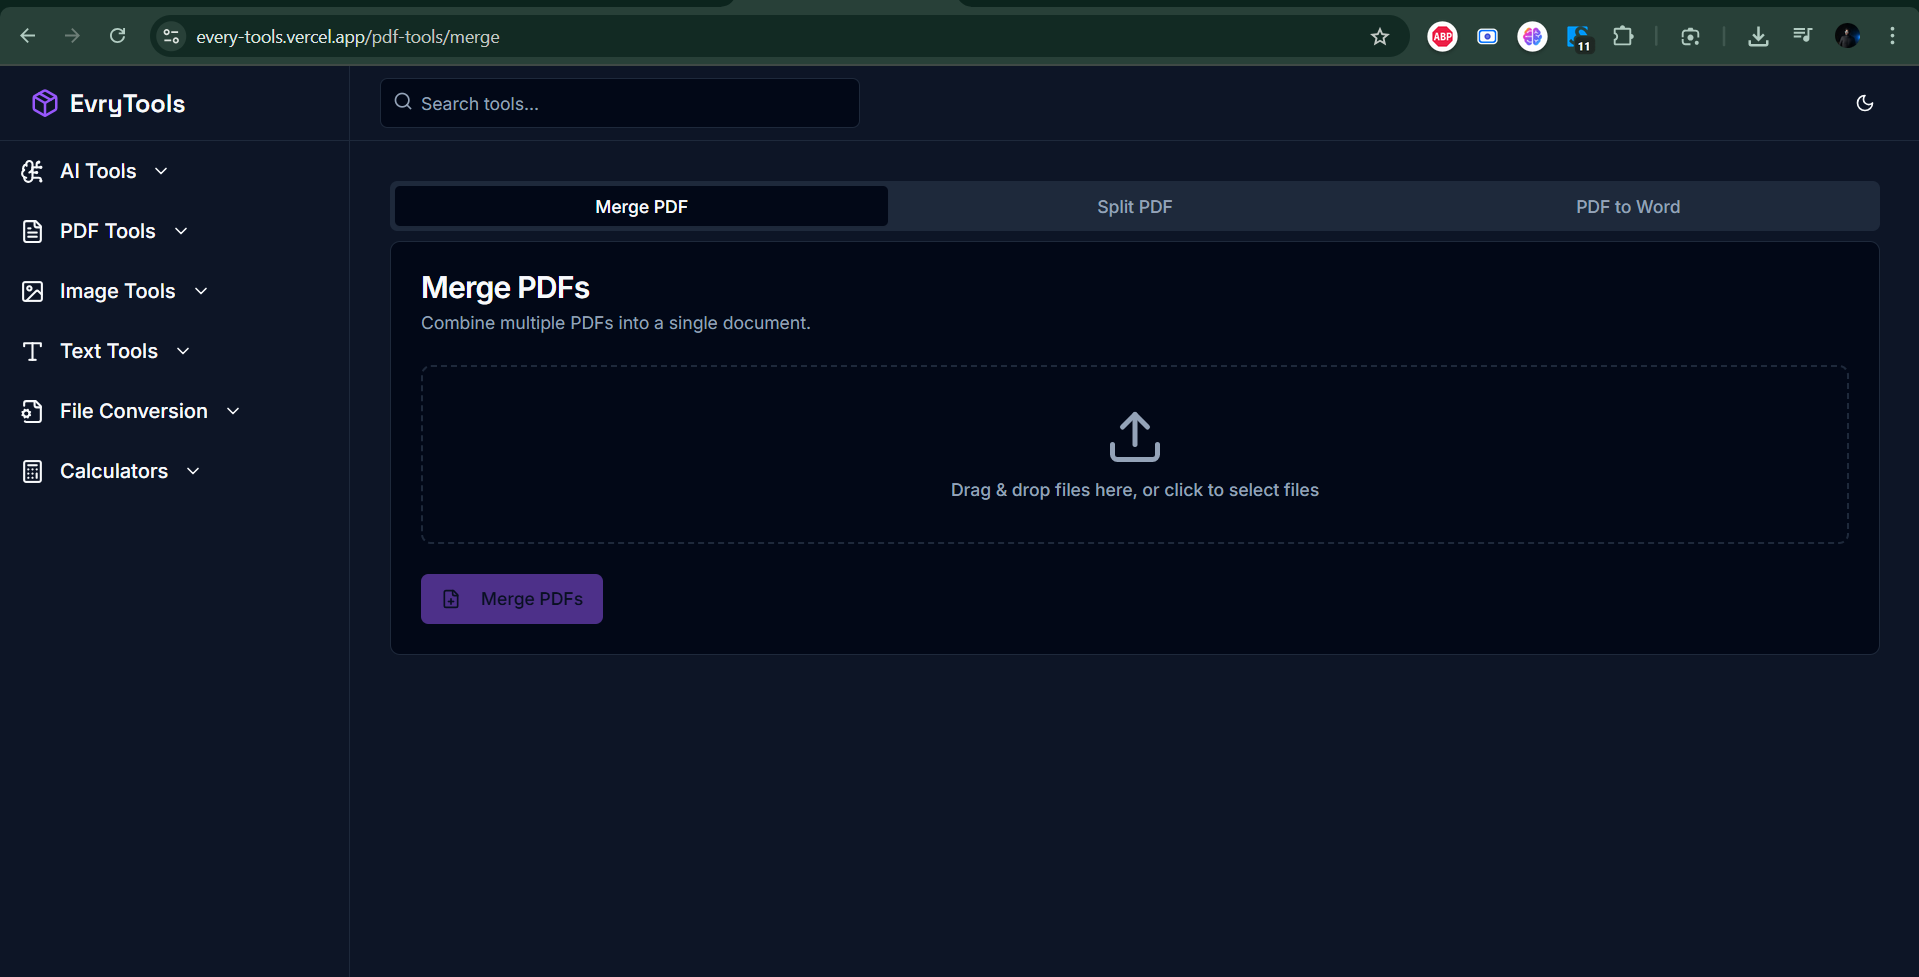 every-tools.vercel.app/pdf-tools/merge
ABP
11
EvryTools
Search tools...
AI Tools
PDF Tools
Image Tools
Text Tools
File Conversion
Calculators
Merge PDF
Split PDF
PDF to Word
Merge PDFs
Combine multiple PDFs into a single document.
Drag & drop files here, or click to select files
Merge PDFs